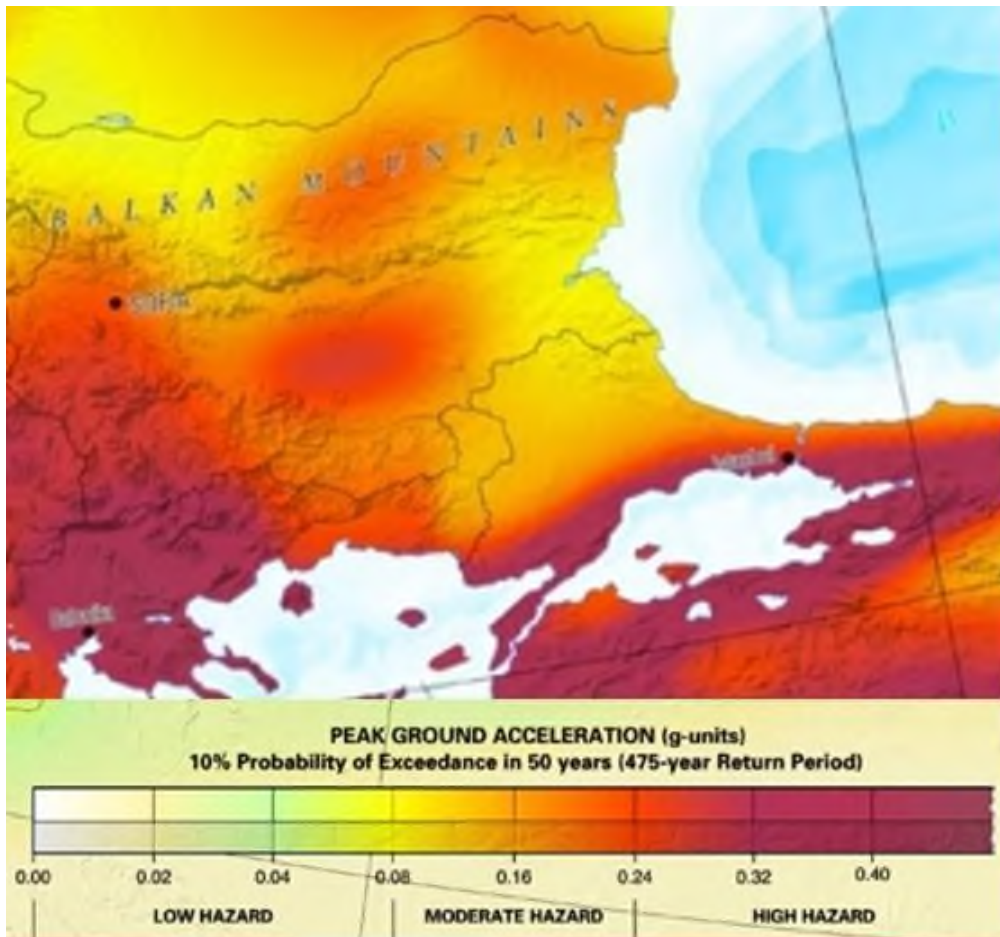 BALKAN MOUNTAINS
Sofia
Istanbul
PEAK GROUND ACCELERATION (g-units)
10% Probability of Exceedance in 50 years (475-year Return Period)
0.00 0.02 0.04 0.08 0.16 0.24 0.32 0.40
LOW HAZARD MODERATE HAZARD HIGH HAZARD